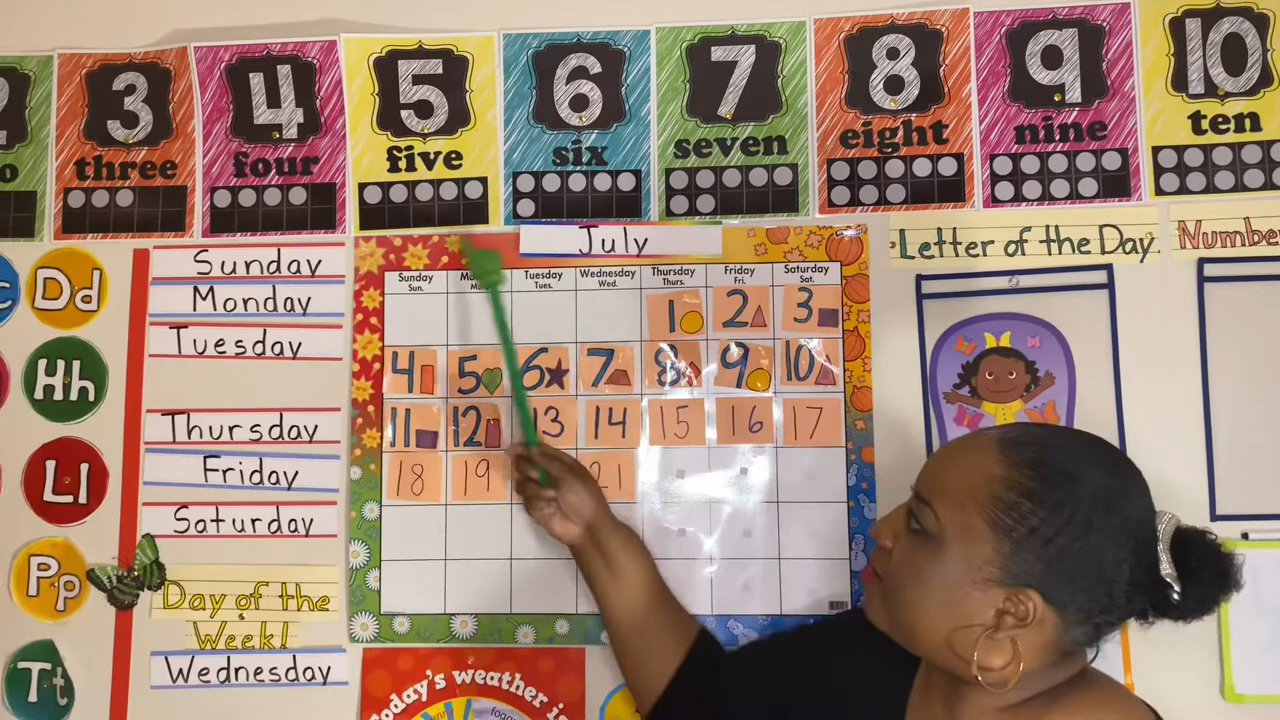 3 4 5 6 7 8 9 10
three four five six seven eight nine ten
July
Letter of the Day
Sunday
Monday
Tuesday
Thursday
Friday
Saturday
Day of the
Week!
Wednesday
Dd
Hh
Ll
Pp
Tt
Sunday Tuesday Wednesday Thursday Friday Saturday
Sun. Tues. Wed. Thurs. Fri. Sat.
1 2 3
4 5 6 7 8 9 10
11 12 13 14 15 16 17
18 19 21
Today's weather is